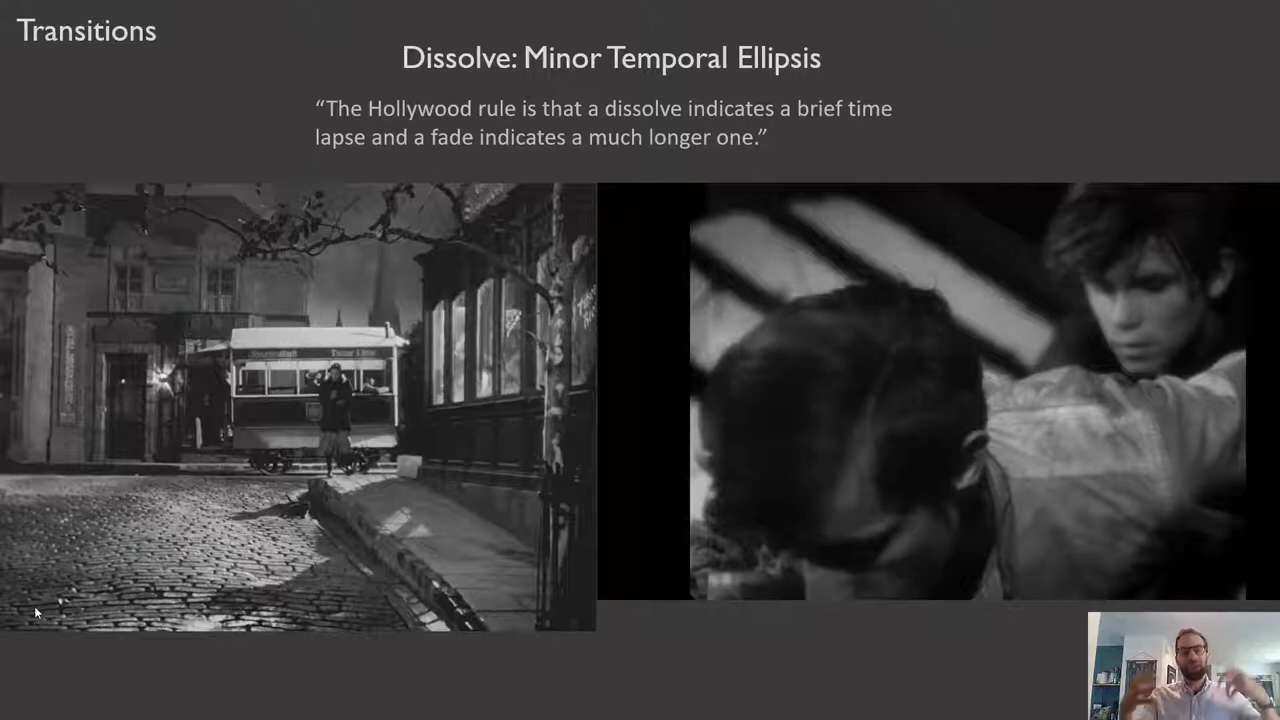 Transitions
Dissolve: Minor Temporal Ellipsis
“The Hollywood rule is that a dissolve indicates a brief time
lapse and a fade indicates a much longer one.”